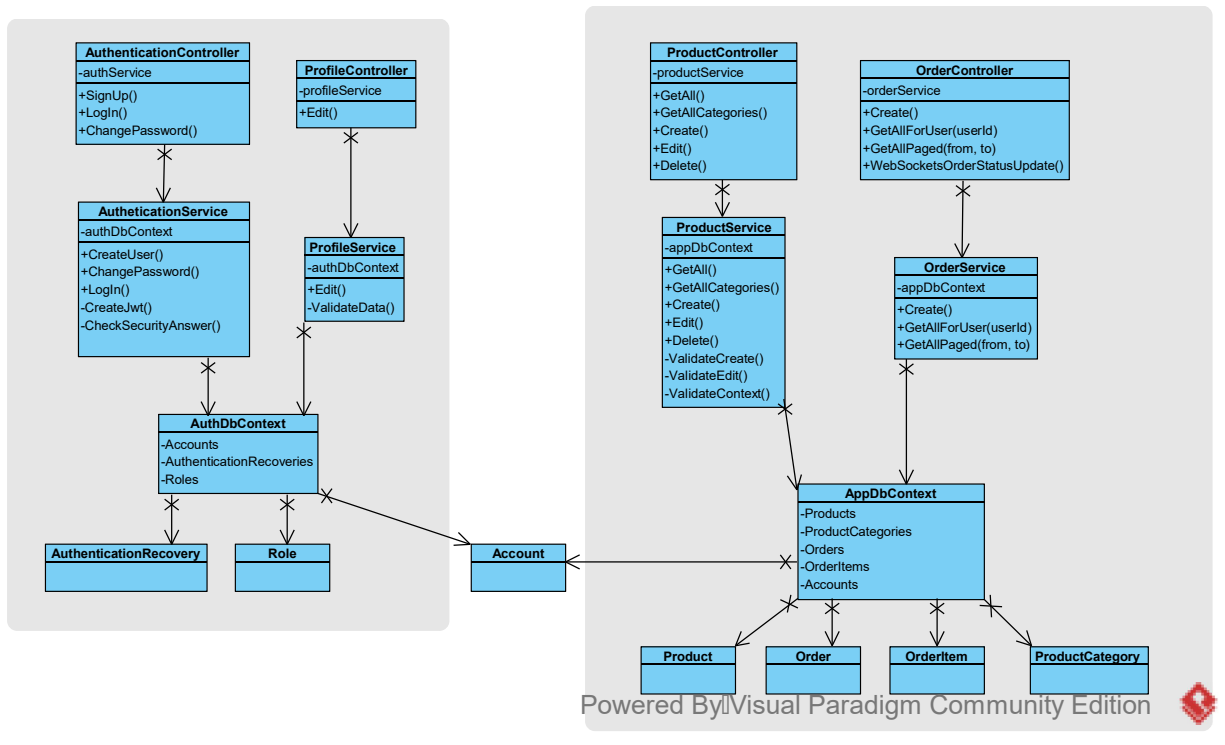 AuthenticationController
-authService
+SignUp()
+LogIn()
+ChangePassword()
ProfileController
-profileService
+Edit()
AutheticationService
-authDbContext
+CreateUser()
+ChangePassword()
+LogIn()
-CreateJwt()
-CheckSecurityAnswer()
ProfileService
-authDbContext
+Edit()
-ValidateData()
AuthDbContext
-Accounts
-AuthenticationRecoveries
-Roles
AuthenticationRecovery
Role
Account
ProductController
-productService
+GetAll()
+GetAllCategories()
+Create()
+Edit()
+Delete()
OrderController
-orderService
+Create()
+GetAllForUser(userId)
+GetAllPaged(from, to)
+WebSocketsOrderStatusUpdate()
ProductService
-appDbContext
+GetAll()
+GetAllCategories()
+Create()
+Edit()
+Delete()
-ValidateCreate()
-ValidateEdit()
-ValidateContext()
OrderService
-appDbContext
+Create()
+GetAllForUser(userId)
+GetAllPaged(from, to)
AppDbContext
-Products
-ProductCategories
-Orders
-OrderItems
-Accounts
Product
Order
OrderItem
ProductCategory
Powered By Visual Paradigm Community Edition